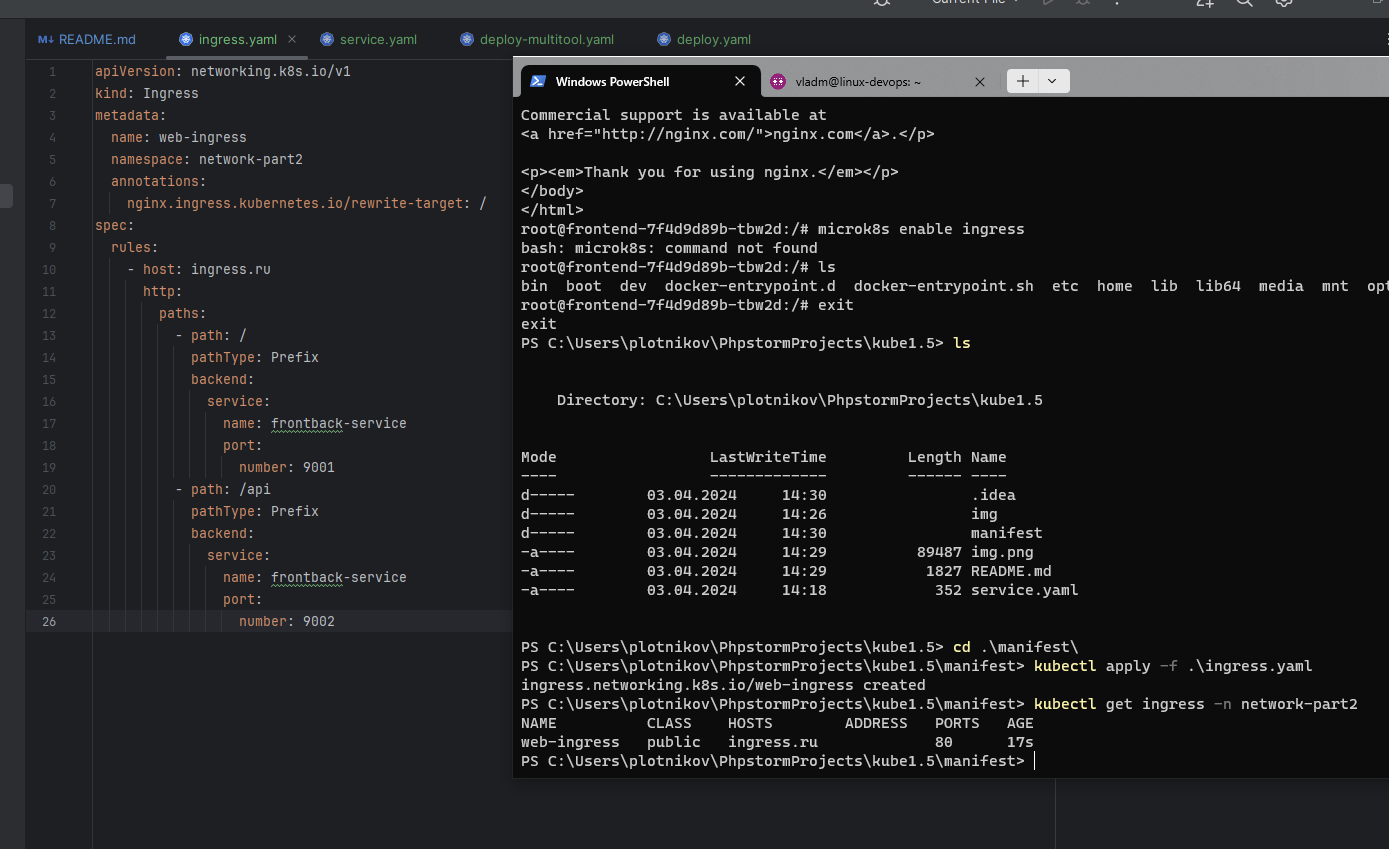 Current File
README.md
ingress.yaml
service.yaml
deploy-multitool.yaml
deploy.yaml
1 apiVersion: networking.k8s.io/v1
2 kind: Ingress
3 metadata:
4 name: web-ingress
5 namespace: network-part2
6 annotations:
7 nginx.ingress.kubernetes.io/rewrite-target: /
8 spec:
9 rules:
10 - host: ingress.ru
11 http:
12 paths:
13 - path: /
14 pathType: Prefix
15 backend:
16 service:
17 name: frontback-service
18 port:
19 number: 9001
20 - path: /api
21 pathType: Prefix
22 backend:
23 service:
24 name: frontback-service
25 port:
26 number: 9002
Windows PowerShell
vladm@linux-devops: ~
Commercial support is available at
<a href="http://nginx.com/">nginx.com</a>.</p>
<p><em>Thank you for using nginx.</em></p>
</body>
</html>
root@frontend-7f4d9d89b-tbw2d:/# microk8s enable ingress
bash: microk8s: command not found
root@frontend-7f4d9d89b-tbw2d:/# ls
bin boot dev docker-entrypoint.d docker-entrypoint.sh etc home lib lib64 media mnt opt
root@frontend-7f4d9d89b-tbw2d:/# exit
exit
PS C:\Users\plotnikov\PhpstormProjects\kube1.5> ls
Directory: C:\Users\plotnikov\PhpstormProjects\kube1.5
Mode LastWriteTime Length Name
---- ------------- ------ ----
d----- 03.04.2024 14:30 .idea
d----- 03.04.2024 14:26 img
d----- 03.04.2024 14:30 manifest
-a---- 03.04.2024 14:29 89487 img.png
-a---- 03.04.2024 14:29 1827 README.md
-a---- 03.04.2024 14:18 352 service.yaml
PS C:\Users\plotnikov\PhpstormProjects\kube1.5> cd .\manifest\
PS C:\Users\plotnikov\PhpstormProjects\kube1.5\manifest> kubectl apply -f .\ingress.yaml
ingress.networking.k8s.io/web-ingress created
PS C:\Users\plotnikov\PhpstormProjects\kube1.5\manifest> kubectl get ingress -n network-part2
NAME CLASS HOSTS ADDRESS PORTS AGE
web-ingress public ingress.ru 80 17s
PS C:\Users\plotnikov\PhpstormProjects\kube1.5\manifest>